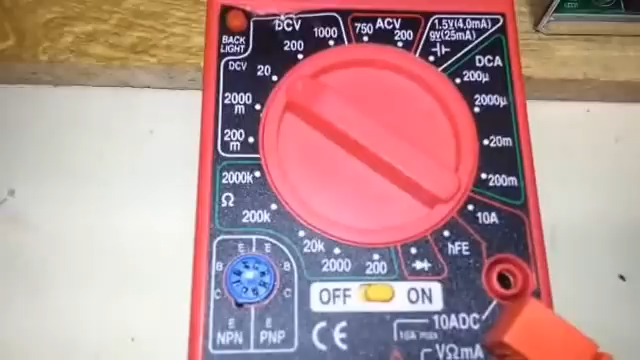 BACK
LIGHT
DCV
1000
750
ACV
200
1.5V(4.0mA)
9V(25mA)
200
DCV
20
2000
m
200
m
DCA
200µ
2000µ
20m
200m
2000k
Ω
200k
20k
2000
200
10A
hFE
E E
B B
C C
E E
NPN PNP
OFF ON
CE
10ADC
VΩmA